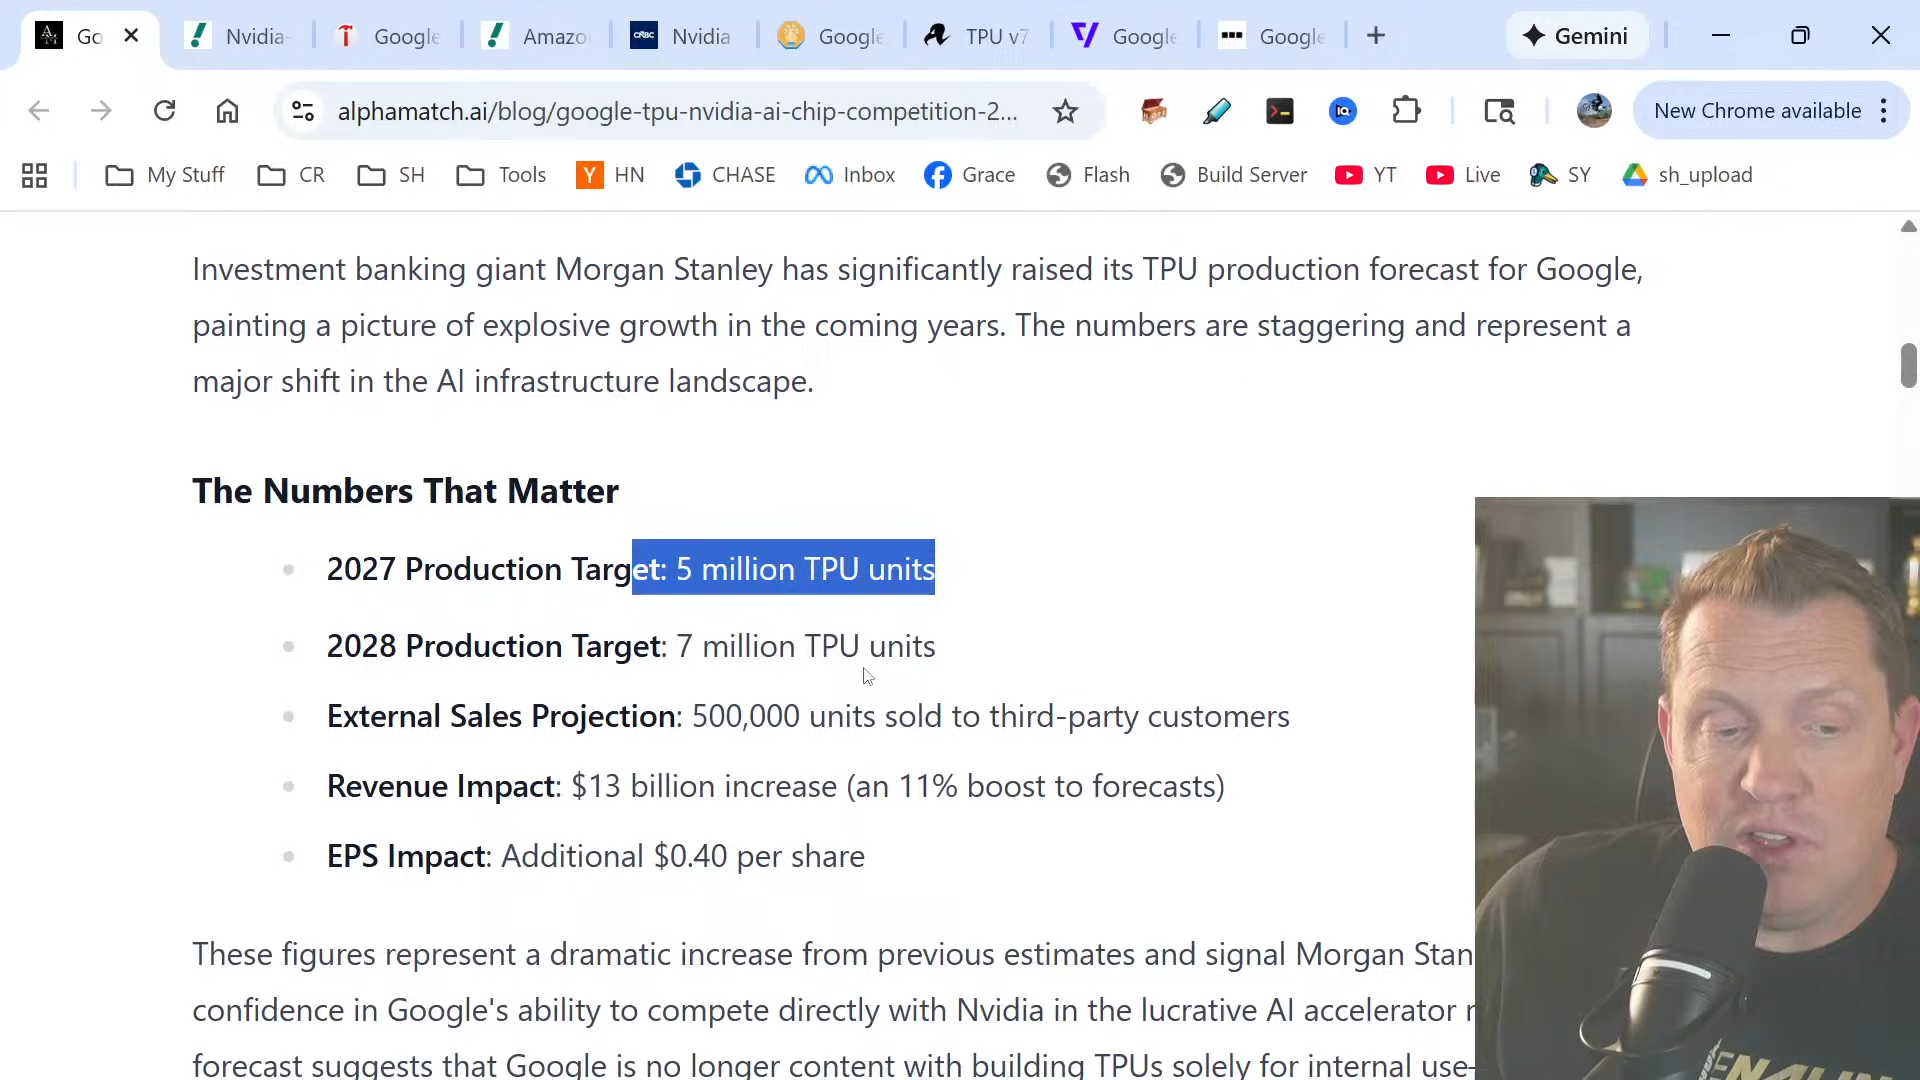 Go
Nvidia-
Google
Amazo
CNBC
Nvidia
Google
TPU v7
Google
Google
Gemini
alphamatch.ai/blog/google-tpu-nvidia-ai-chip-competition-2...
New Chrome available
My Stuff
CR
SH
Tools
Y
HN
CHASE
Inbox
Grace
Flash
Build Server
YT
Live
SY
sh_upload
Investment banking giant Morgan Stanley has significantly raised its TPU production forecast for Google,
painting a picture of explosive growth in the coming years. The numbers are staggering and represent a
major shift in the AI infrastructure landscape.
The Numbers That Matter
2027 Production Target: 5 million TPU units
2028 Production Target: 7 million TPU units
External Sales Projection: 500,000 units sold to third-party customers
Revenue Impact: $13 billion increase (an 11% boost to forecasts)
EPS Impact: Additional $0.40 per share
These figures represent a dramatic increase from previous estimates and signal Morgan Stan
confidence in Google's ability to compete directly with Nvidia in the lucrative AI accelerator
forecast suggests that Google is no longer content with building TPUs solely for internal use-